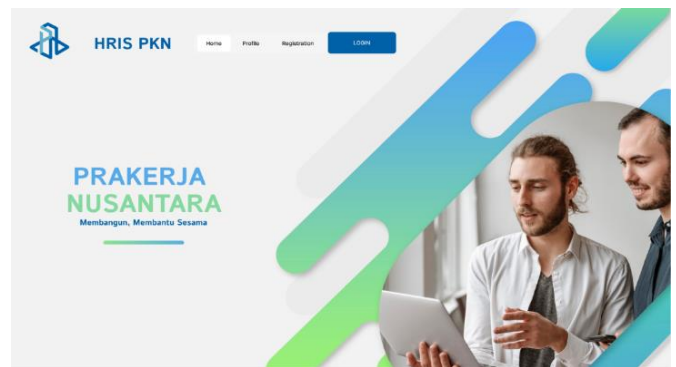 HRIS PKN
Home Profile Registration LOGIN
PRAKERJA
NUSANTARA
Membangun, Membantu Sesama